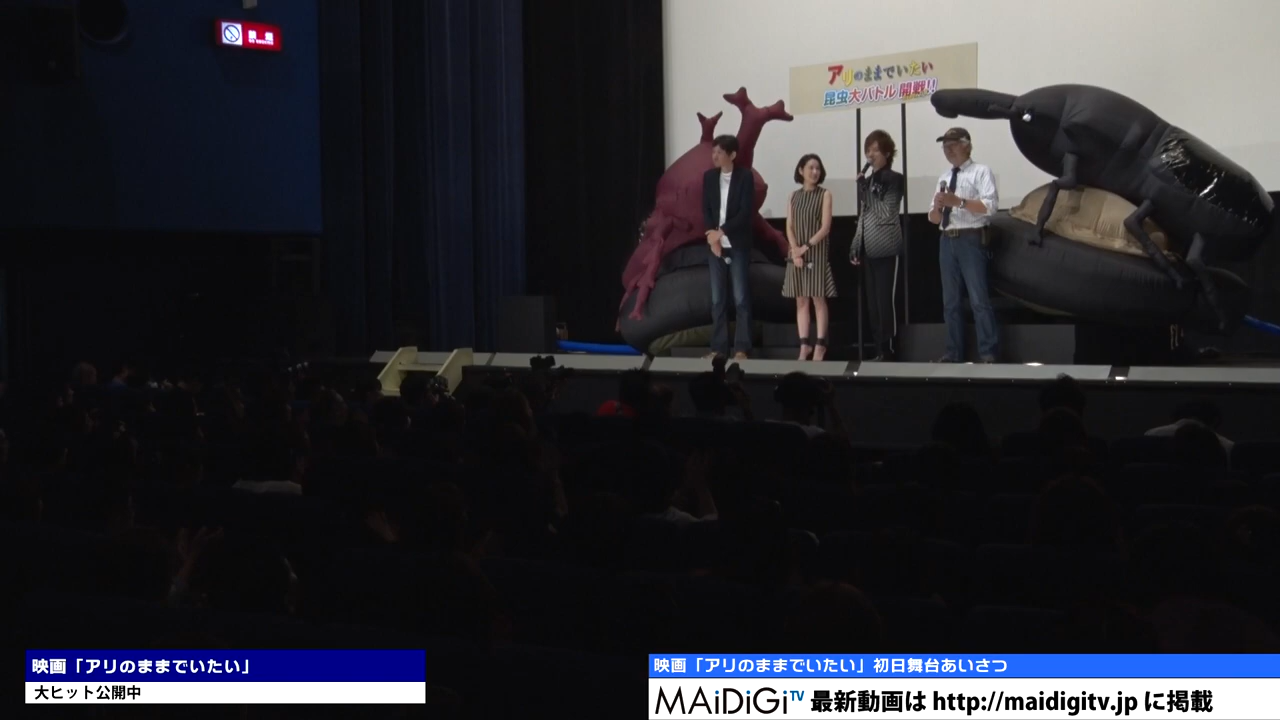 禁煙
アリのままでいたい
昆虫大バトル開戦!!
映画「アリのままでいたい」
大ヒット公開中
映画「アリのままでいたい」初日舞台あいさつ
MAiDiGiTV 最新動画は http://maidigitv.jp に掲載